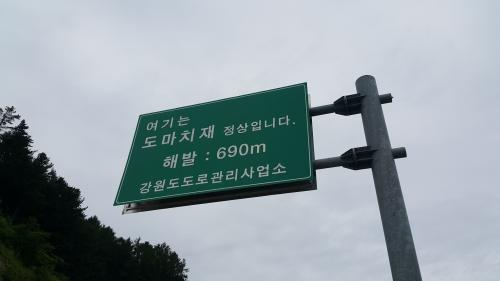 여기는
도마치재 정상입니다.
해발 : 690m
강원도도로관리사업소